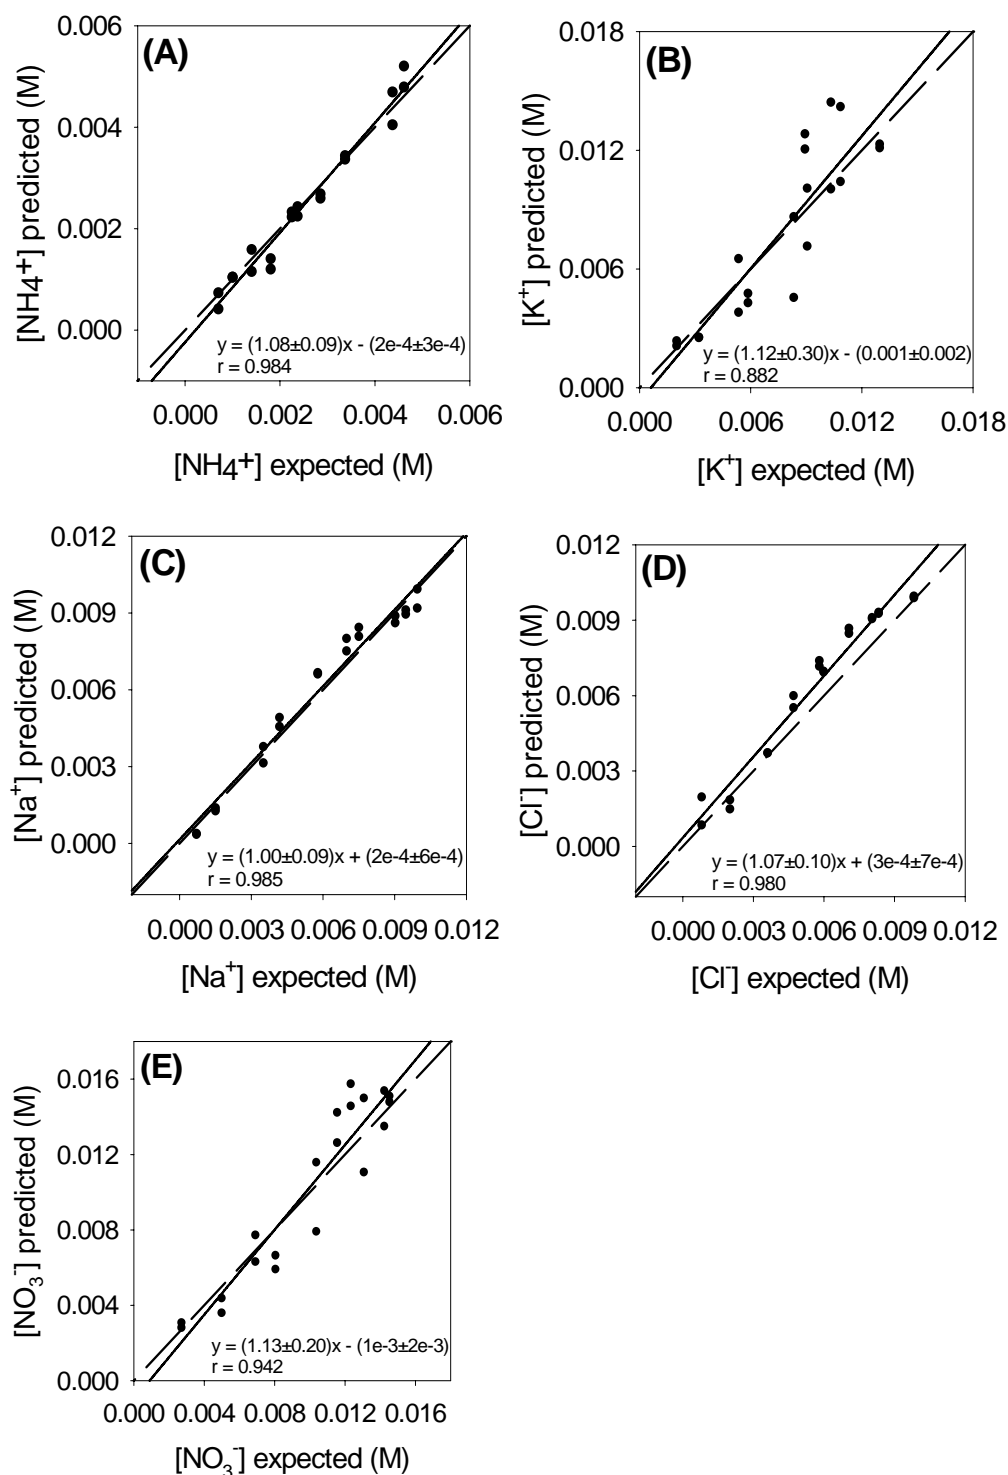 (A)
[NH4+] predicted (M)
0.006
0.004
0.002
0.000
y = (1.08±0.09)x - (2e-4±3e-4)
r = 0.984
0.000 0.002 0.004 0.006
[NH4+] expected (M)
(B)
[K⁺] predicted (M)
0.018
0.012
0.006
0.000
y = (1.12±0.30)x - (0.001±0.002)
r = 0.882
0.000 0.006 0.012 0.018
[K⁺] expected (M)
(C)
[Na⁺] predicted (M)
0.012
0.009
0.006
0.003
0.000
y = (1.00±0.09)x + (2e-4±6e-4)
r = 0.985
0.000 0.003 0.006 0.009 0.012
[Na⁺] expected (M)
(D)
[Cl⁻] predicted (M)
0.012
0.009
0.006
0.003
0.000
y = (1.07±0.10)x + (3e-4±7e-4)
r = 0.980
0.000 0.003 0.006 0.009 0.012
[Cl⁻] expected (M)
(E)
[NO₃⁻] predicted (M)
0.016
0.012
0.008
0.004
0.000
y = (1.13±0.20)x - (1e-3±2e-3)
r = 0.942
0.000 0.004 0.008 0.012 0.016
[NO₃⁻] expected (M)